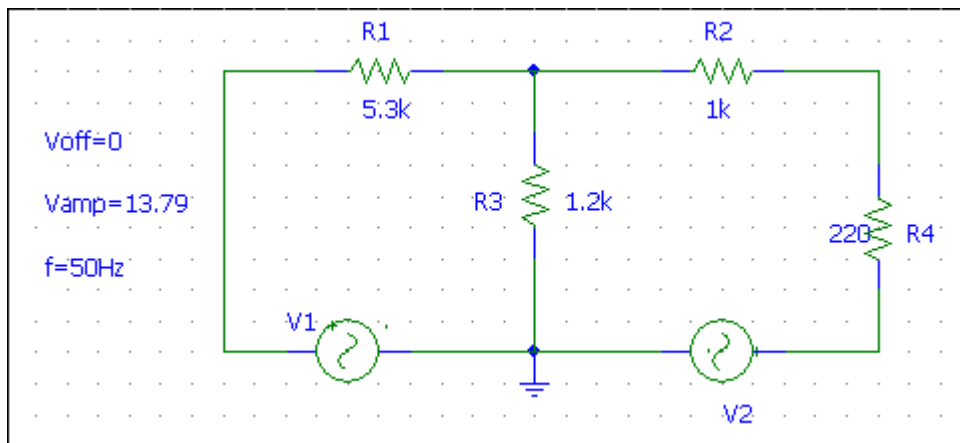 R1
R2
5.3k
1k
Voff=0
Vamp=13.79
R3
1.2k
220
R4
f=50Hz
V1
V2